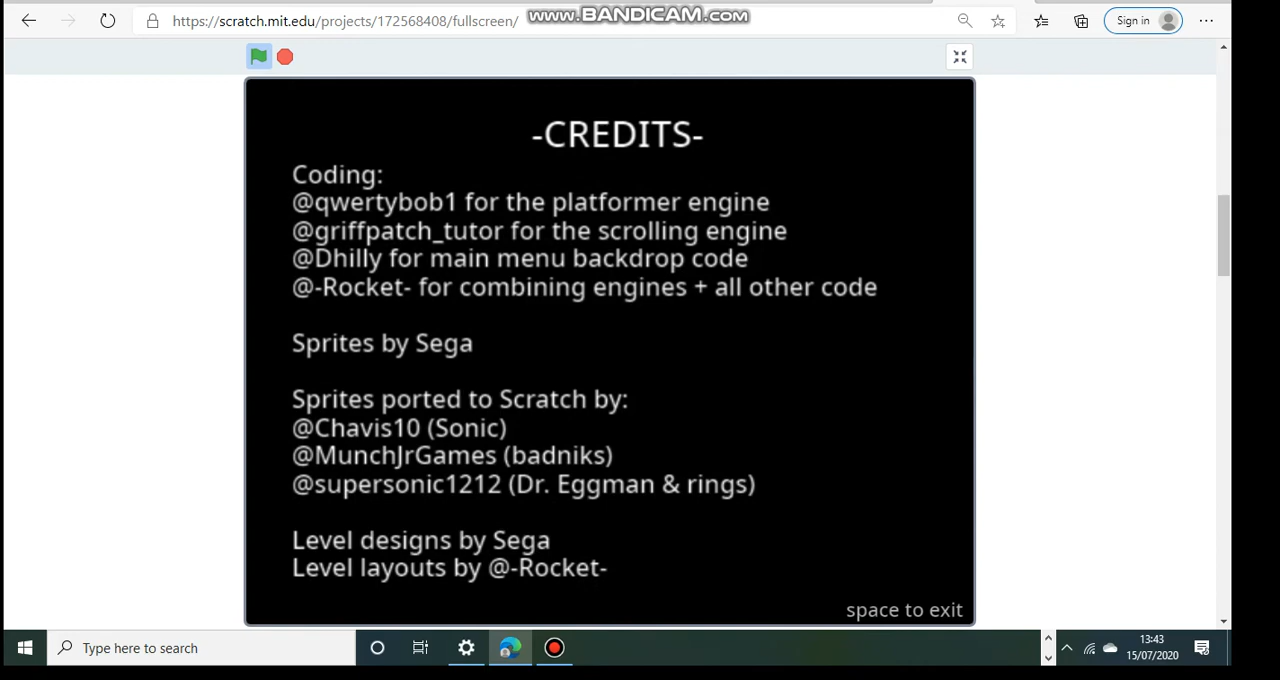 https://scratch.mit.edu/projects/172568408/fullscreen/
www.BANDICAM.com
Sign in
-CREDITS-
Coding:
@qwertybob1 for the platformer engine
@griffpatch_tutor for the scrolling engine
@Dhilly for main menu backdrop code
@-Rocket- for combining engines + all other code
Sprites by Sega
Sprites ported to Scratch by:
@Chavis10 (Sonic)
@MunchJrGames (badniks)
@supersonic1212 (Dr. Eggman & rings)
Level designs by Sega
Level layouts by @-Rocket-
space to exit
Type here to search
13:43
15/07/2020